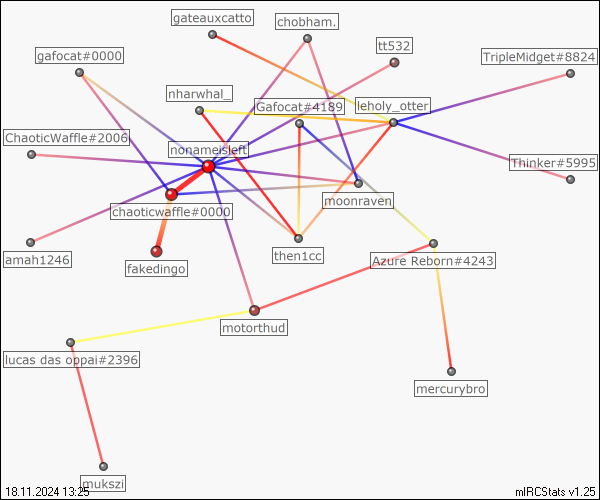 gateauxcatto
chobham.
tt532
gafocat#0000
TripleMidget#8824
nharwhal_
Gafocat#4189
leholy_otter
ChaoticWaffle#2006
nonameisleft
Thinker#5995
moonraven
chaoticwaffle#0000
amah1246
fakedingo
then1cc
Azure Reborn#4243
motorthud
lucas das oppai#2396
mercurybro
mukszi
18.11.2024 13:25
mIRCStats v1.25